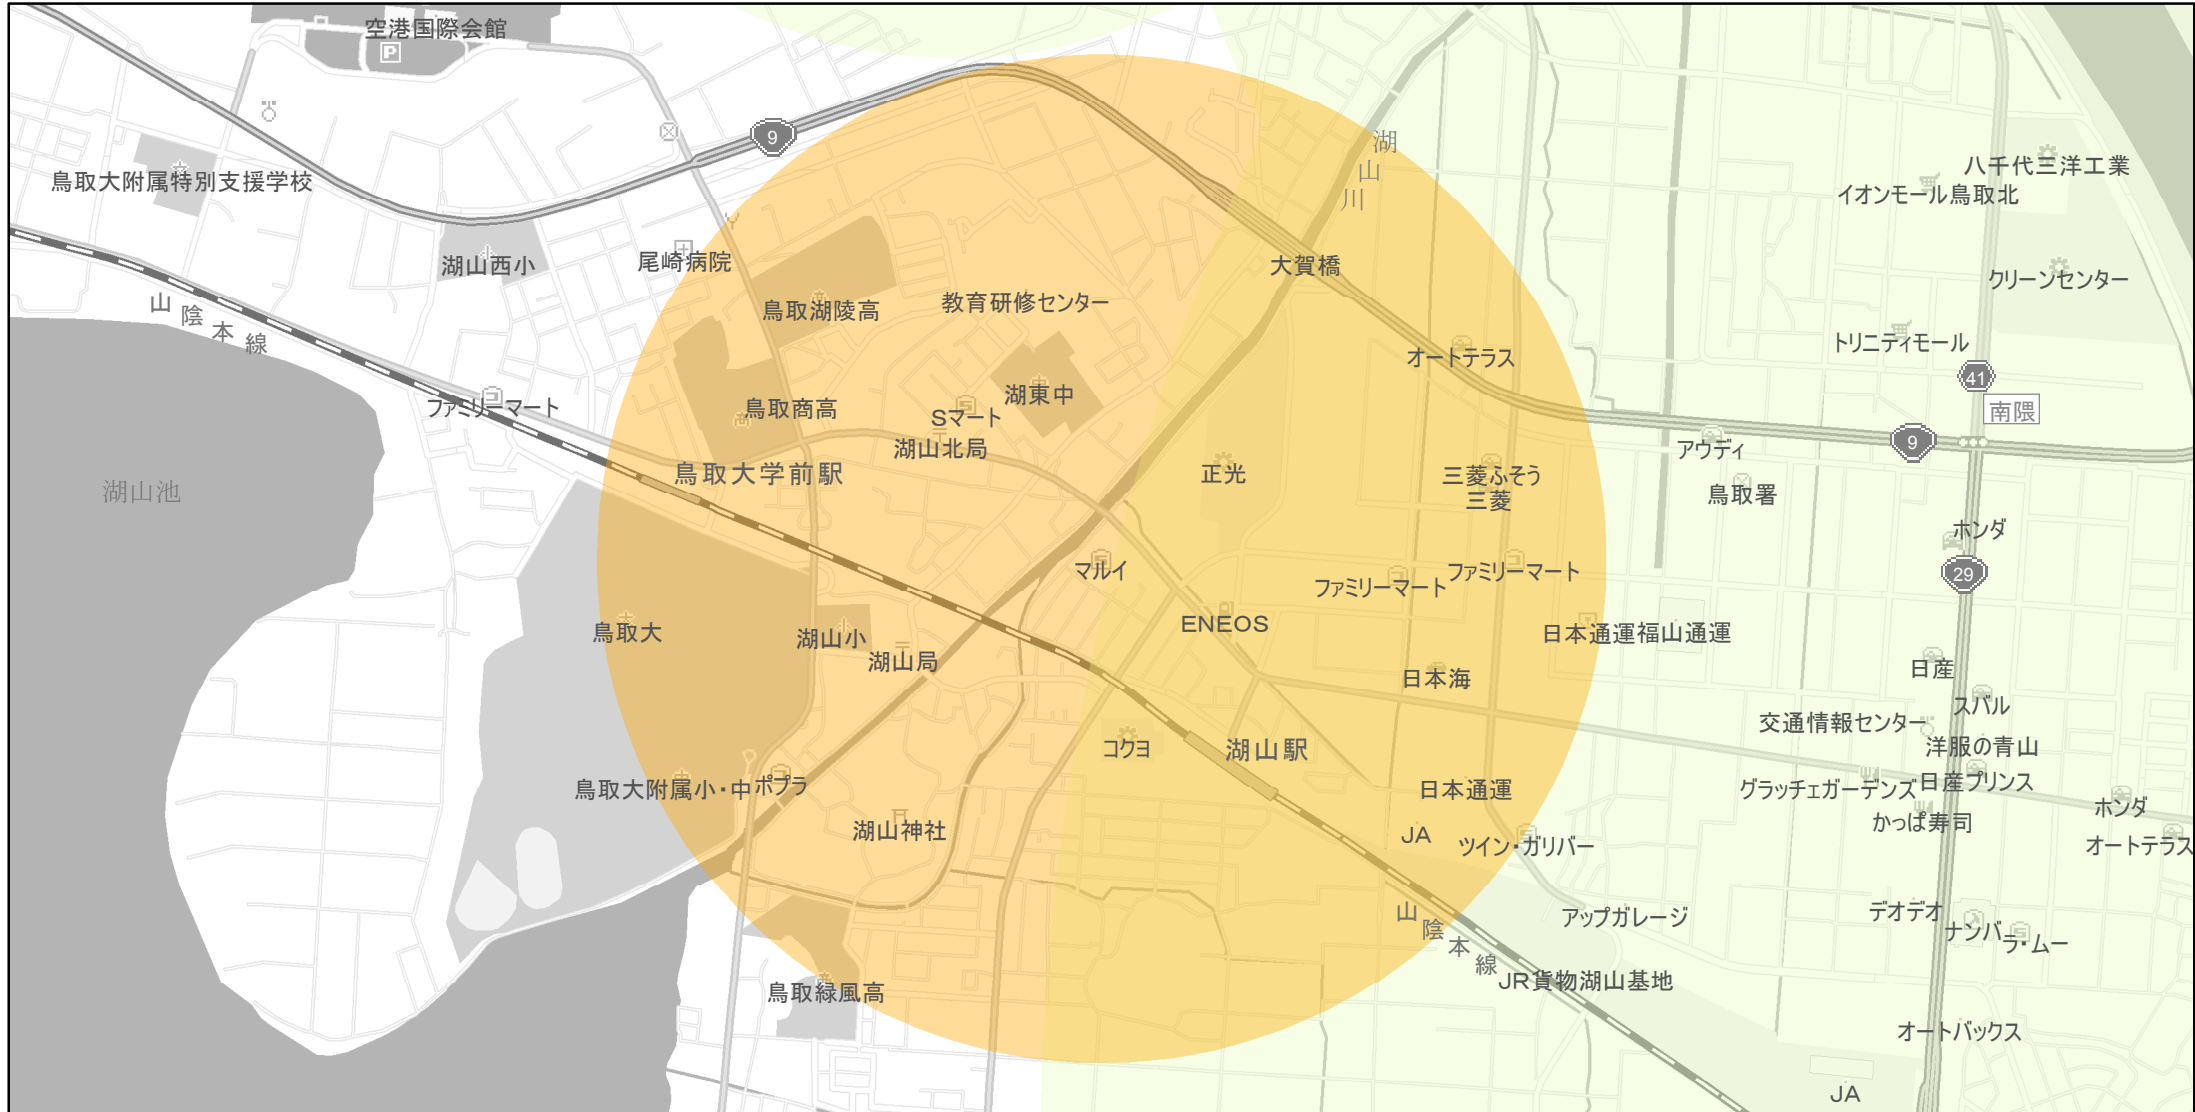 空港国際会館
P
9
鳥取大附属特別支援学校
湖山西小
尾崎病院
山陰本線
ファミリーマート
湖山池
鳥取湖陵高
教育研修センター
湖山川
大賀橋
鳥取商高
Sマート
湖東中
湖山北局
鳥取大学前駅
オートテラス
正光
三菱ふそう
三菱
マルイ
ファミリーマート
ファミリーマート
ENEOS
鳥取大
湖山小
湖山局
日本海
日本通運
福山通運
コクヨ
湖山駅
鳥取大附属小・中
ポプラ
湖山神社
日本通運
JA
ツイン・ガリバー
アップガレージ
山陰本線
JR貨物湖山基地
鳥取緑風高
八千代三洋工業
イオンモール鳥取北
クリーンセンター
トリニティモール
41
南隈
9
アウディ
鳥取署
ホンダ
29
日産
スバル
交通情報センター
洋服の青山
グラッチェガーデンズ
日産プリンス
かっぱ寿司
ホンダ
オートテラス
デオデオ
ナンバ
ラ・ムー
オートバックス
JA